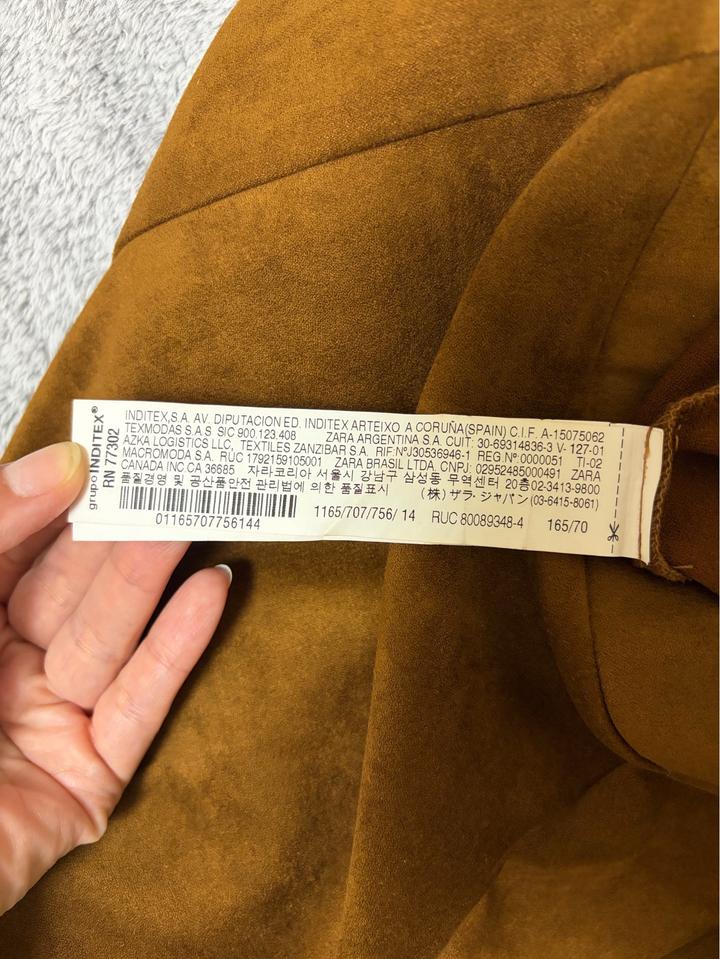 grupo INDITEX®
RN 77302
INDITEX,S.A. AV. DIPUTACION ED. INDITEX ARTEIXO A CORUÑA(SPAIN) C.I.F. A-15075062
TEXMODAS S.A.S SIC 900.123.408 ZARA ARGENTINA S.A. CUIT: 30-69314836-3 V- 127-01
AZKA LOGISTICS LLC, TEXTILES ZANZIBAR S.A. RIF:NºJ30536946-1 REG Nº:0000051 TI-02
MACROMODA S.A. RUC 1792159105001 ZARA BRASIL LTDA, CNPJ: 02952485000491 ZARA
CANADA INC.CA 36685 자라코리아 서울시 강남구 삼성동 무역센터 20층02-3413-9800
품질경영 및 공산품안전 관리법에 의한 품질표시 (株) ザラ・ジャパン (03-6415-8061)
01165707756144 1165/707/756/ 14 RUC 80089348-4 165/70